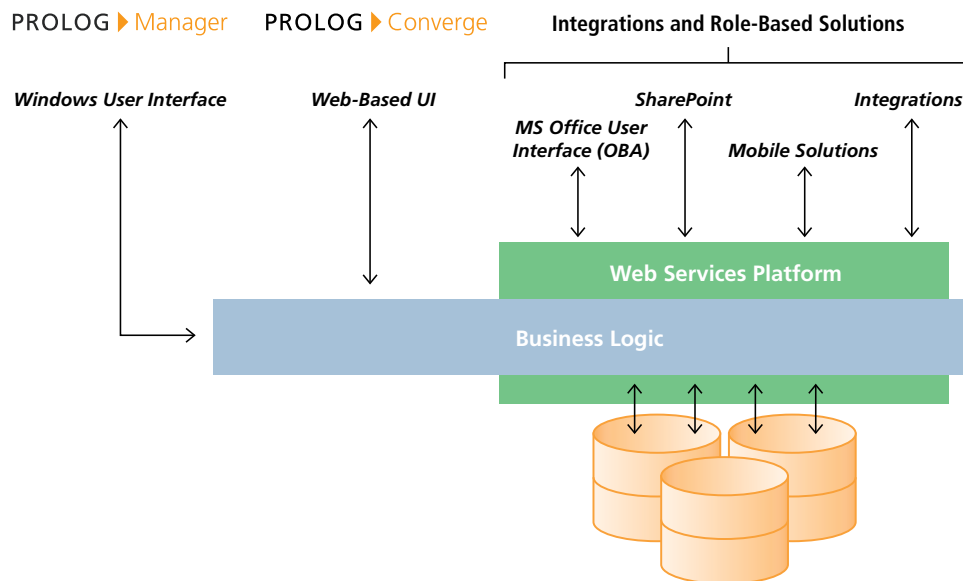 PROLOG Manager
PROLOG Converge
Integrations and Role-Based Solutions
Windows User Interface
Web-Based UI
SharePoint
Integrations
MS Office User
Interface (OBA)
Mobile Solutions
Web Services Platform
Business Logic